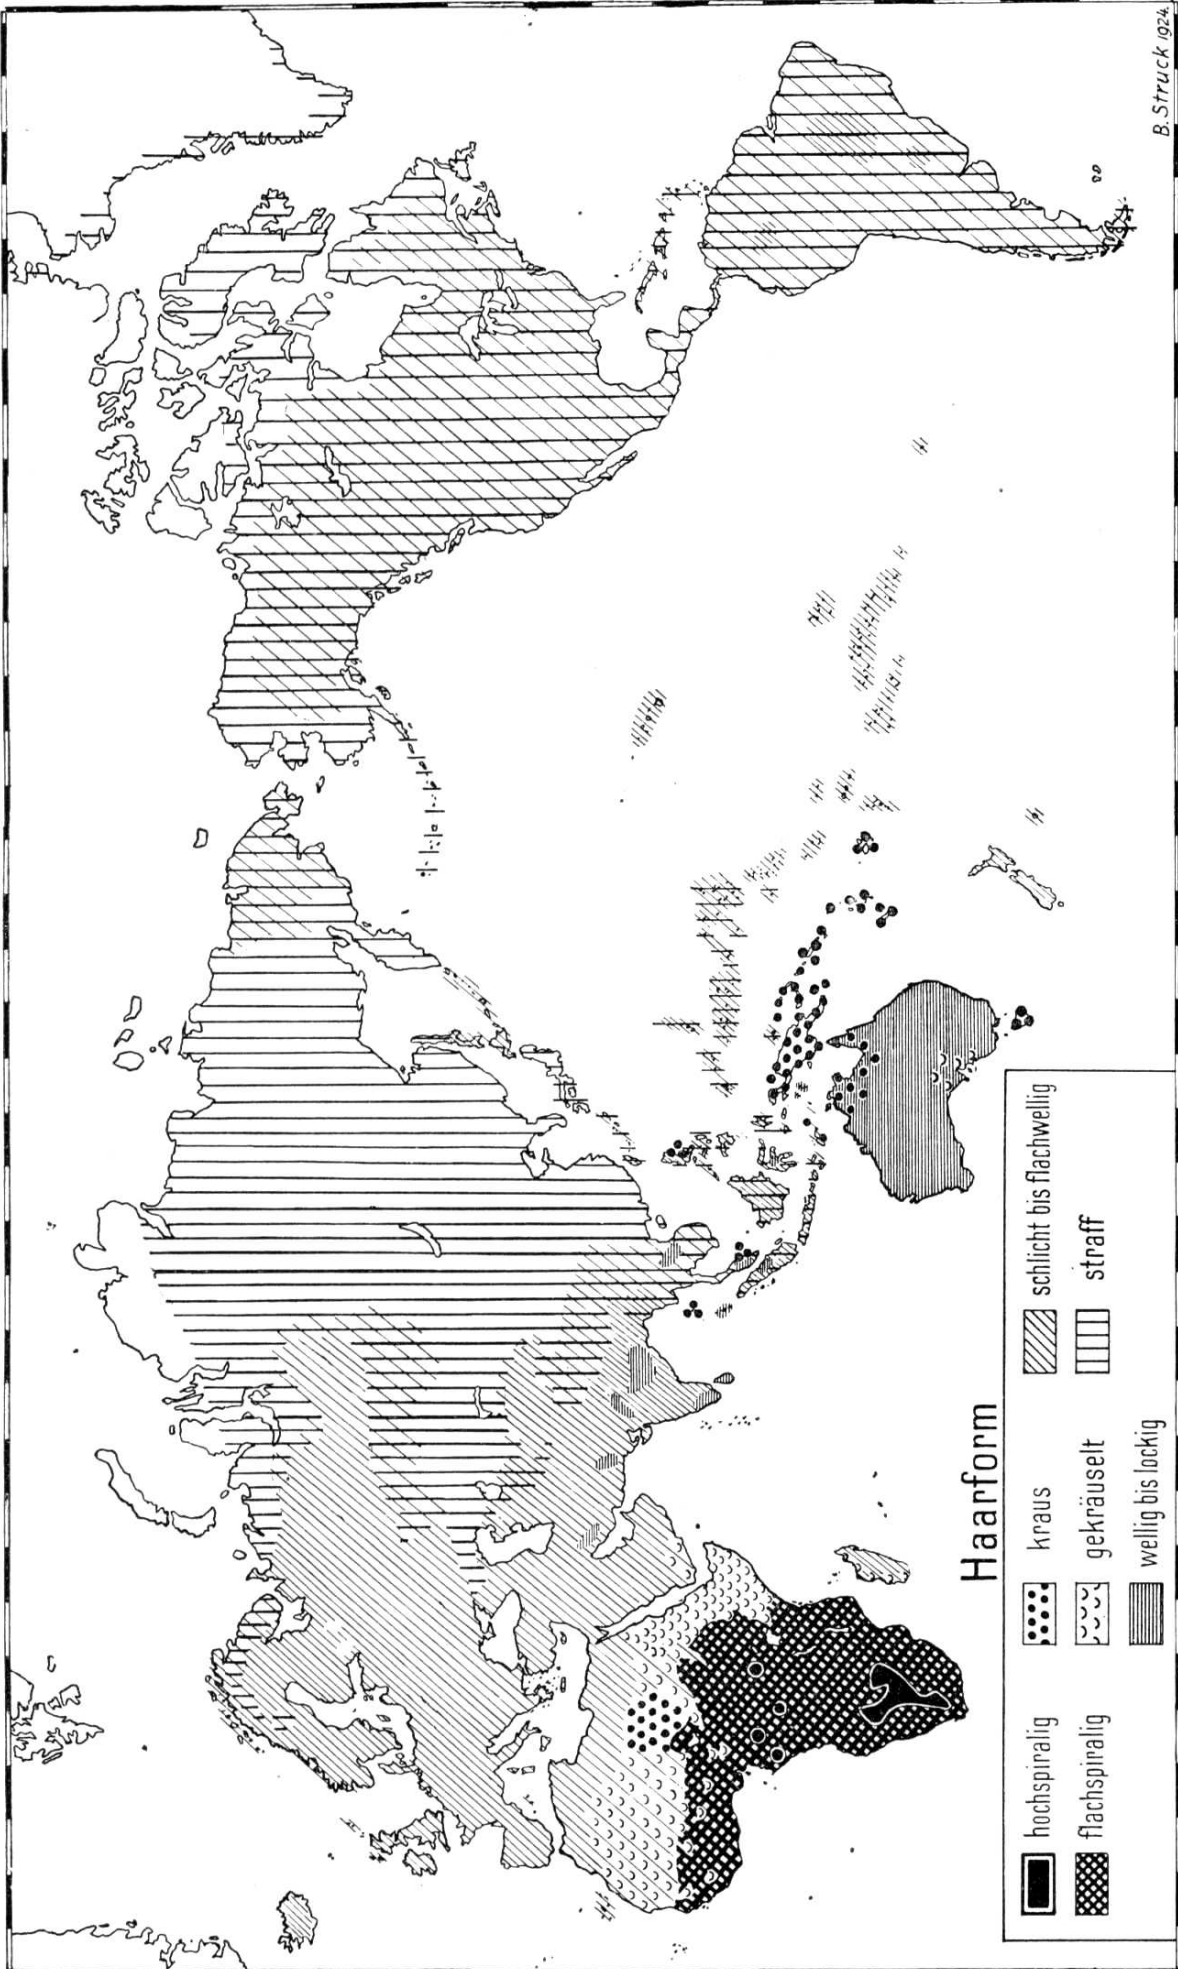 Haarform
hochspiralig
flachspiralig
kraus
gekräuselt
wellig bis lockig
schlicht bis flachwellig
straff
B. Struck 1924.